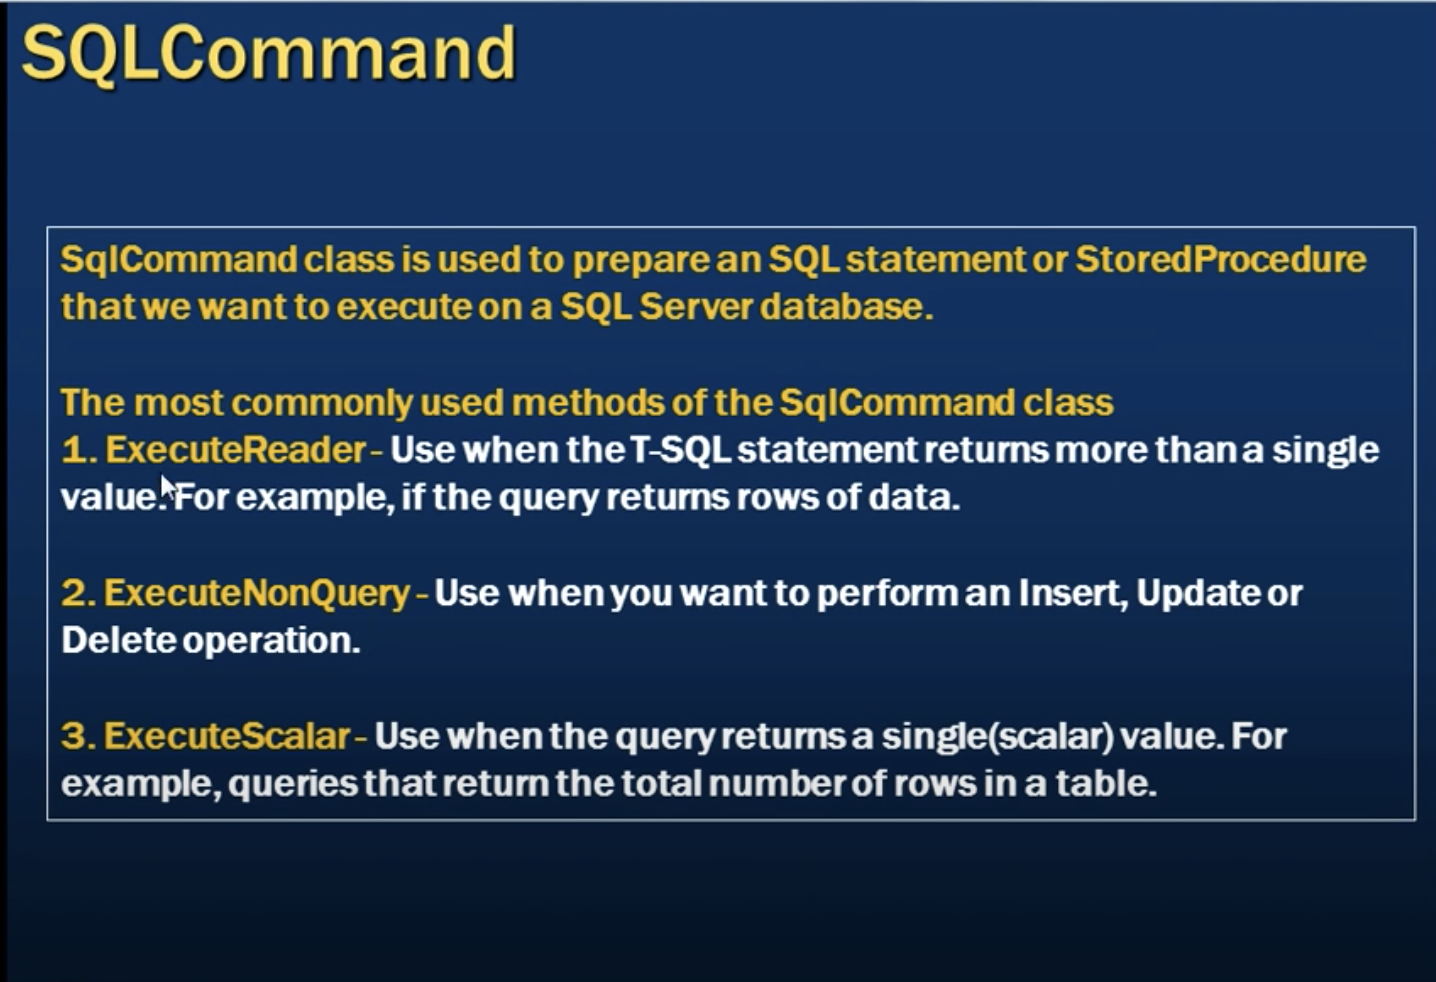 SQLCommand
SqlCommand class is used to prepare an SQL statement or StoredProcedure
that we want to execute on a SQL Server database.
The most commonly used methods of the SqlCommand class
1. ExecuteReader - Use when the T-SQL statement returns more than a single
value. For example, if the query returns rows of data.
2. ExecuteNonQuery - Use when you want to perform an Insert, Update or
Delete operation.
3. ExecuteScalar - Use when the query returns a single(scalar) value. For
example, queries that return the total number of rows in a table.